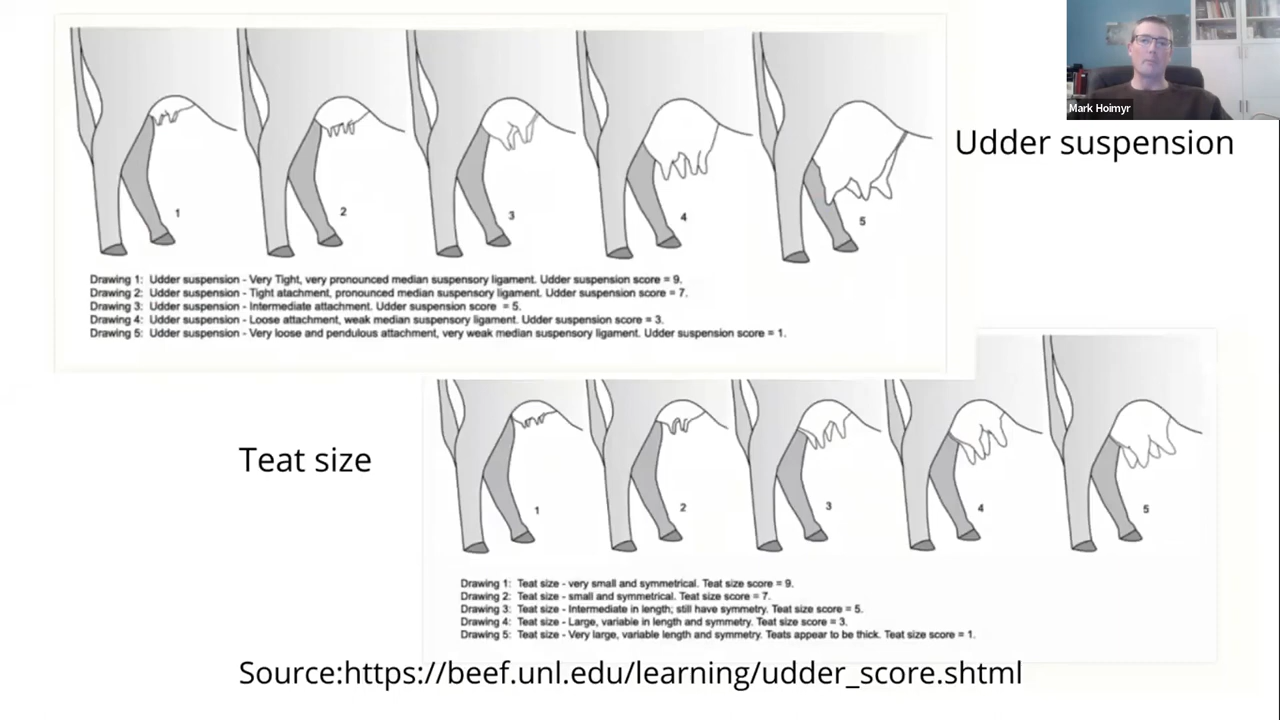 Mark Hoimyr
Udder suspension
1
2
3
4
5
Drawing 1: Udder suspension - Very Tight, very pronounced median suspensory ligament. Udder suspension score = 9.
Drawing 2: Udder suspension - Tight atachment, pronounced median suspensory ligament. Udder suspension score = 7.
Drawing 3: Udder suspension - Intermediate attachment. Udder suspension score = 5.
Drawing 4: Udder suspension - Loose attachment, weak median suspensory ligament. Udder suspension score = 3.
Drawing 5: Udder suspension - Very loose and pendulous attachment, very weak median suspensory ligament. Udder suspension score = 1.
Teat size
1
2
3
4
5
Drawing 1: Teat size - very small and symmetrical. Teat size score = 9.
Drawing 2: Teat size - small and symmetrical. Teat size score = 7.
Drawing 3: Teat size - Intermediate in length; still have symmetry. Teat size score = 5.
Drawing 4: Teat size - Large, variable in length and symmetry. Teat size score = 3.
Drawing 5: Teat size - Very large, variable length and symmetry. Teats appear to be thick. Teat size score = 1.
Source:https://beef.unl.edu/learning/udder_score.shtml